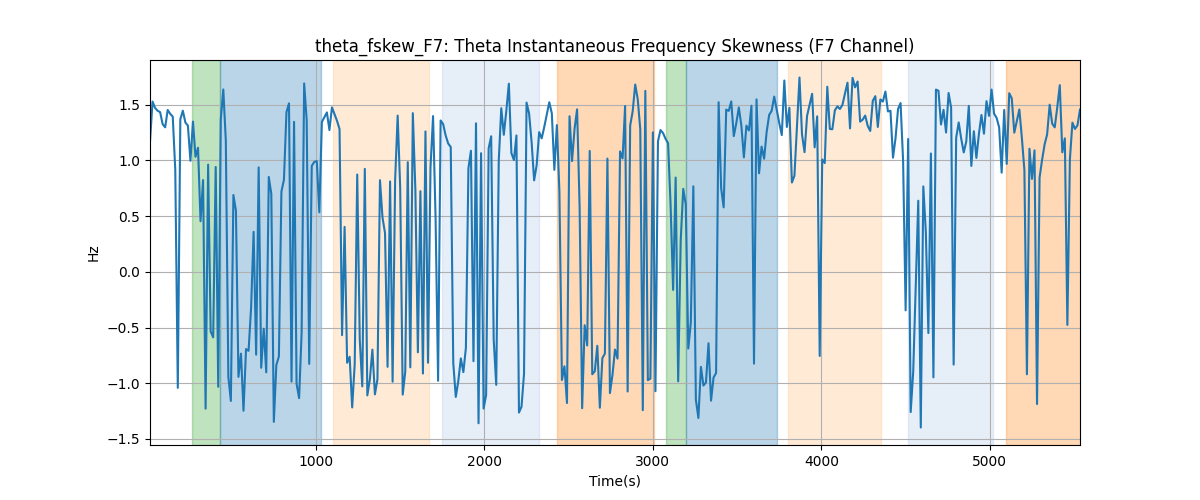 theta_fskew_F7: Theta Instantaneous Frequency Skewness (F7 Channel)
1.5
1.0
0.5
0.0
−0.5
−1.0
−1.5
Hz
1000 2000 3000 4000 5000
Time(s)